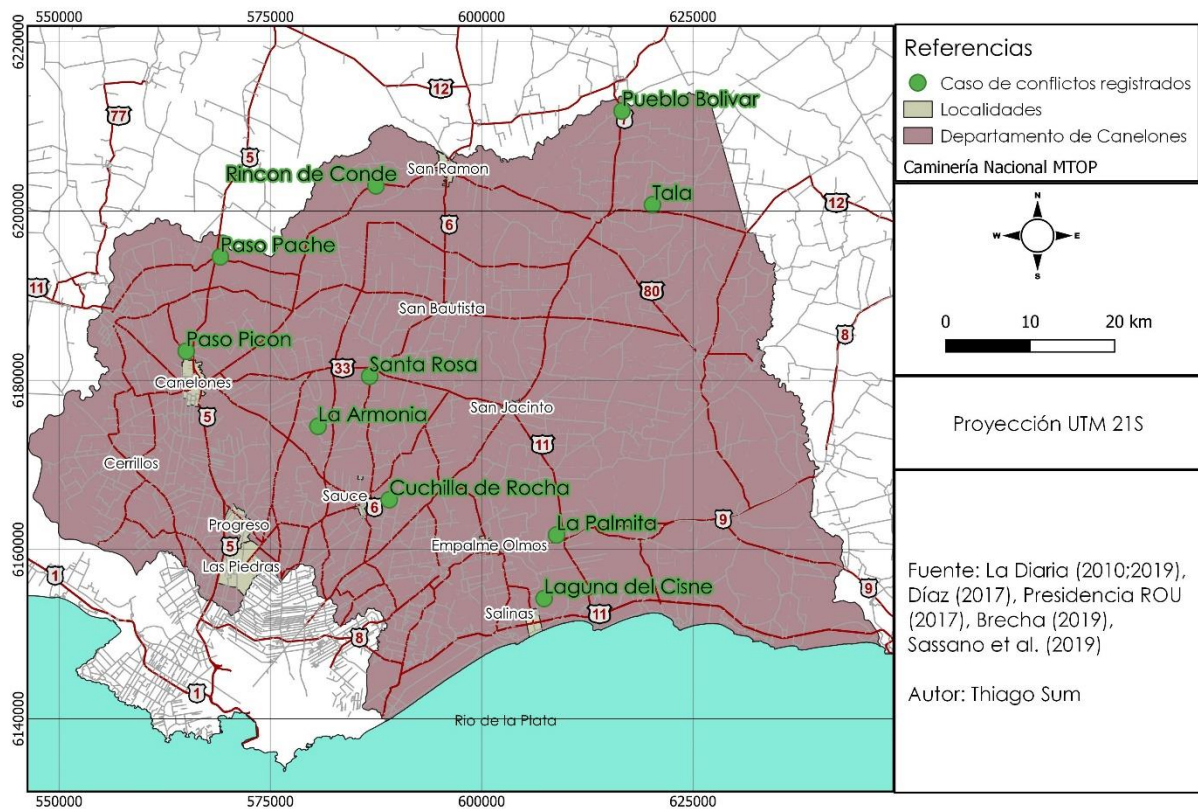 550000
575000
600000
625000
6220000
6200000
6180000
6160000
6140000
12
77
5
Pueblo Bolivar
6
San Ramon
Rincon de Conde
Tala
12
6
Paso Pache
11
80
San Bautista
8
Paso Picon
33
Santa Rosa
Canelones
San Jacinto
5
La Armonia
11
Cerrillos
Cuchilla de Rocha
Sauce
6
Progreso
La Palmita
9
5
Empalme Olmos
Las Piedras
1
Laguna del Cisne
9
Salinas
11
8
1
Rio de la Plata
550000
575000
600000
625000
Referencias
Caso de conflictos registrados
Localidades
Departamento de Canelones
Caminería Nacional MTOP
N
W
E
S
0 10 20 km
Proyección UTM 21S
Fuente: La Diaria (2010;2019),
Díaz (2017), Presidencia ROU
(2017), Brecha (2019),
Sassano et al. (2019)
Autor: Thiago Sum